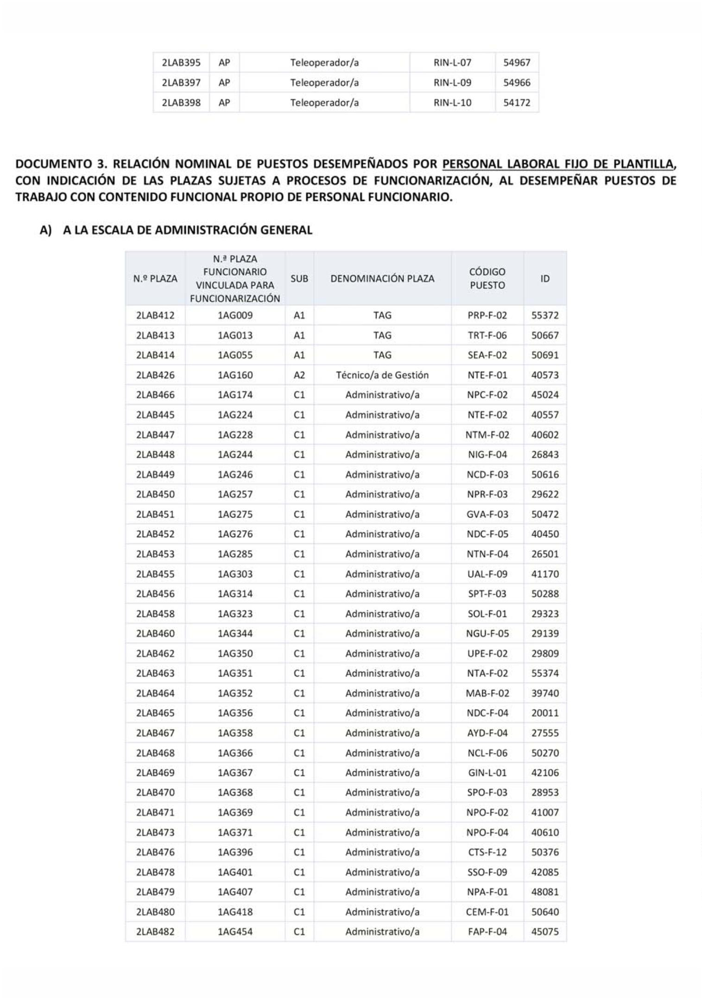 2LAB395 AP Teleoperador/a RIN-L-07 54967
2LAB397 AP Teleoperador/a RIN-L-09 54966
2LAB398 AP Teleoperador/a RIN-L-10 54172
DOCUMENTO 3. RELACIÓN NOMINAL DE PUESTOS DESEMPEÑADOS POR PERSONAL LABORAL FIJO DE PLANTILLA,
CON INDICACIÓN DE LAS PLAZAS SUJETAS A PROCESOS DE FUNCIONARIZACIÓN, AL DESEMPEÑAR PUESTOS DE
TRABAJO CON CONTENIDO FUNCIONAL PROPIO DE PERSONAL FUNCIONARIO.
A) A LA ESCALA DE ADMINISTRACIÓN GENERAL
N.º PLAZA
N.ª PLAZA
FUNCIONARIO
VINCULADA PARA
FUNCIONARIZACIÓN
SUB
DENOMINACIÓN PLAZA
CÓDIGO
PUESTO
ID
2LAB412 1AG009 A1 TAG PRP-F-02 55372
2LAB413 1AG013 A1 TAG TRT-F-06 50667
2LAB414 1AG055 A1 TAG SEA-F-02 50691
2LAB426 1AG160 A2 Técnico/a de Gestión NTE-F-01 40573
2LAB466 1AG174 C1 Administrativo/a NPC-F-02 45024
2LAB445 1AG224 C1 Administrativo/a NTE-F-02 40557
2LAB447 1AG228 C1 Administrativo/a NTM-F-02 40602
2LAB448 1AG244 C1 Administrativo/a NIG-F-04 26843
2LAB449 1AG246 C1 Administrativo/a NCD-F-03 50616
2LAB450 1AG257 C1 Administrativo/a NPR-F-03 29622
2LAB451 1AG275 C1 Administrativo/a GVA-F-03 50472
2LAB452 1AG276 C1 Administrativo/a NDC-F-05 40450
2LAB453 1AG285 C1 Administrativo/a NTN-F-04 26501
2LAB455 1AG303 C1 Administrativo/a UAL-F-09 41170
2LAB456 1AG314 C1 Administrativo/a SPT-F-03 50288
2LAB458 1AG323 C1 Administrativo/a SOL-F-01 29323
2LAB460 1AG344 C1 Administrativo/a NGU-F-05 29139
2LAB462 1AG350 C1 Administrativo/a UPE-F-02 29809
2LAB463 1AG351 C1 Administrativo/a NTA-F-02 55374
2LAB464 1AG352 C1 Administrativo/a MAB-F-02 39740
2LAB465 1AG356 C1 Administrativo/a NDC-F-04 20011
2LAB467 1AG358 C1 Administrativo/a AYD-F-04 27555
2LAB468 1AG366 C1 Administrativo/a NCL-F-06 50270
2LAB469 1AG367 C1 Administrativo/a GIN-L-01 42106
2LAB470 1AG368 C1 Administrativo/a SPO-F-03 28953
2LAB471 1AG369 C1 Administrativo/a NPO-F-02 41007
2LAB473 1AG371 C1 Administrativo/a NPO-F-04 40610
2LAB476 1AG396 C1 Administrativo/a CTS-F-12 50376
2LAB478 1AG401 C1 Administrativo/a SSO-F-09 42085
2LAB479 1AG407 C1 Administrativo/a NPA-F-01 48081
2LAB480 1AG418 C1 Administrativo/a CEM-F-01 50640
2LAB482 1AG454 C1 Administrativo/a FAP-F-04 45075